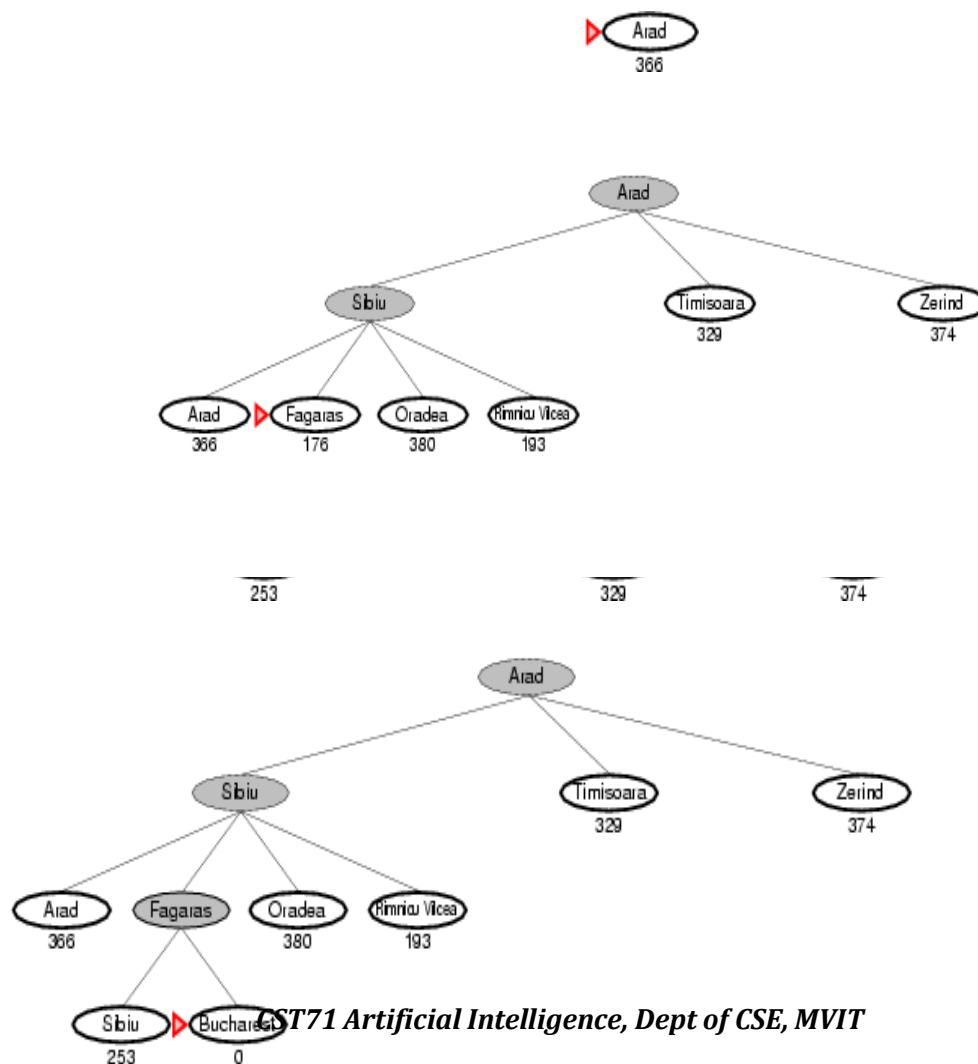 Arad
366
Arad
Sibiu Timisoara Zerind
329 374
Arad Fagaras Oradea Rimnicu Vilcea
366 176 380 193
253 329 374
Arad
Sibiu Timisoara Zerind
329 374
Arad Fagaras Oradea Rimnicu Vilcea
366 380 193
Sibiu Bucharest CST71 Artificial Intelligence, Dept of CSE, MVIT
253 0